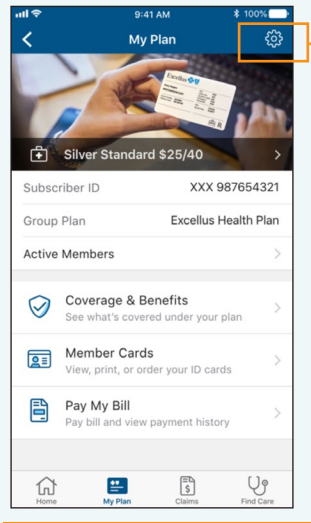 9:41 AM
100%
My Plan
Excellus
Silver Standard $25/40
Subscriber ID
XXX 987654321
Group Plan
Excellus Health Plan
Active Members
Coverage & Benefits
See what's covered under your plan
Member Cards
View, print, or order your ID cards
Pay My Bill
Pay bill and view payment history
Home
My Plan
Claims
Find Care